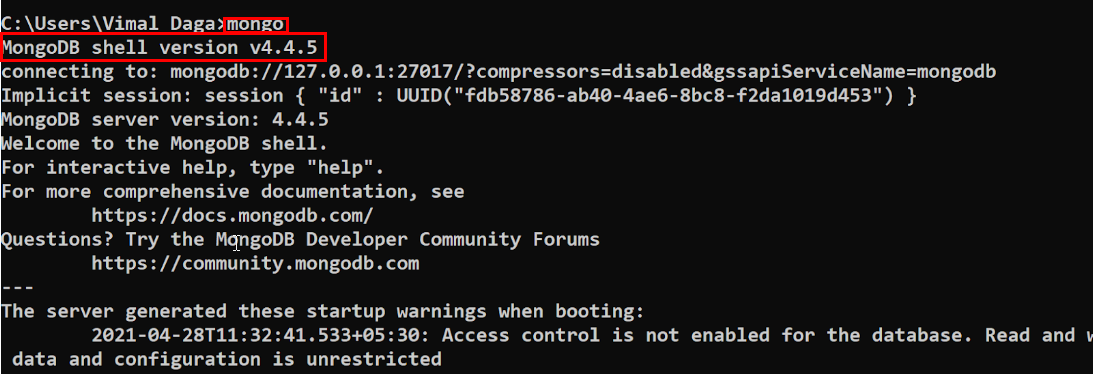 C:\Users\Vimal Daga>mongo
MongoDB shell version v4.4.5
connecting to: mongodb://127.0.0.1:27017/?compressors=disabled&gssapiServiceName=mongodb
Implicit session: session { "id" : UUID("fdb58786-ab40-4ae6-8bc8-f2da1019d453") }
MongoDB server version: 4.4.5
Welcome to the MongoDB shell.
For interactive help, type "help".
For more comprehensive documentation, see
        https://docs.mongodb.com/
Questions? Try the MongoDB Developer Community Forums
        https://community.mongodb.com
---
The server generated these startup warnings when booting:
        2021-04-28T11:32:41.533+05:30: Access control is not enabled for the database. Read and
 data and configuration is unrestricted